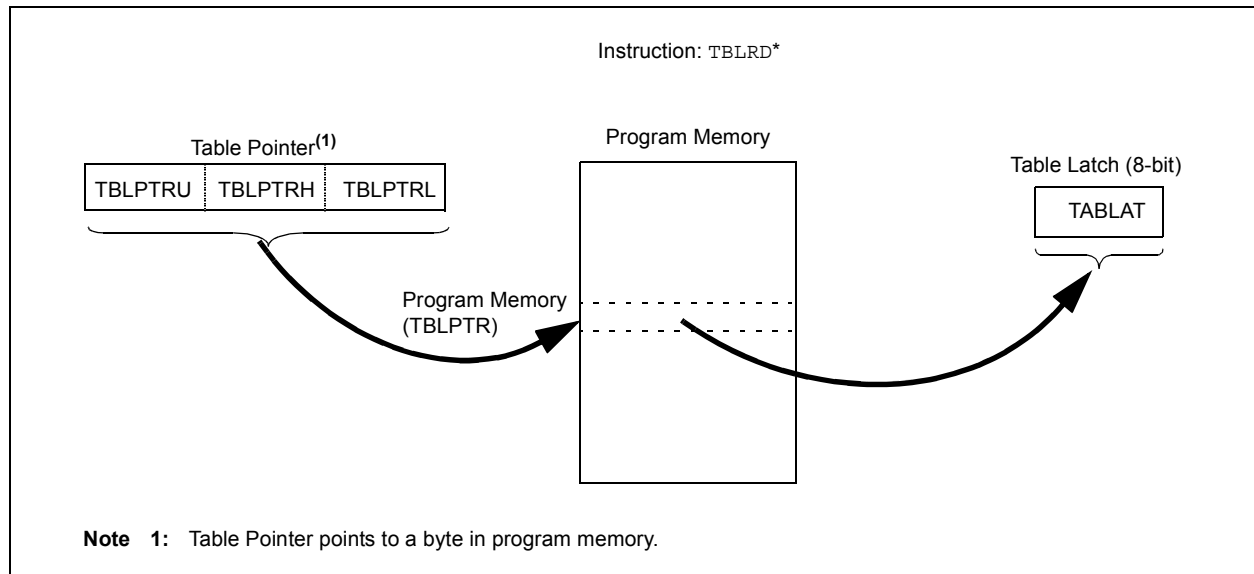 Instruction: TBLRD*
Table Pointer(1)
TBLPTRU TBLPTRH TBLPTRL
Program Memory
Table Latch (8-bit)
TABLAT
Program Memory
(TBLPTR)
Note 1: Table Pointer points to a byte in program memory.